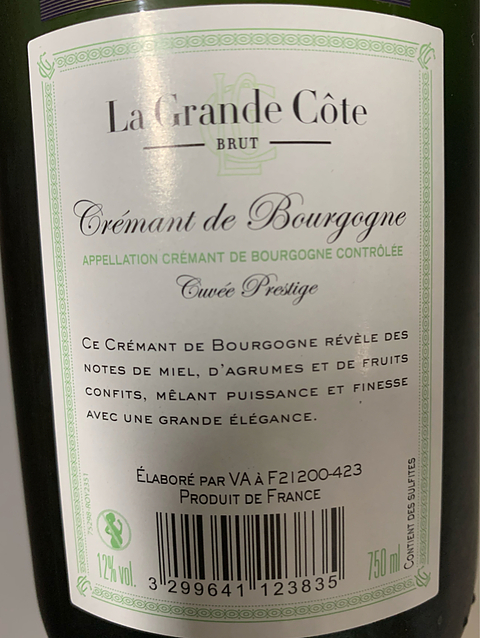 La Grande Côte
BRUT
Crémant de Bourgogne
APPELLATION CRÉMANT DE BOURGOGNE CONTRÔLÉE
Cuvée Prestige
CE CRÉMANT DE BOURGOGNE RÉVÈLE DES
NOTES DE MIEL, D'AGRUMES ET DE FRUITS
CONFITS, MÊLANT PUISSANCE ET FINESSE
AVEC UNE GRANDE ÉLÉGANCE.
ÉLABORÉ PAR VA À F21200-423
PRODUIT DE FRANCE
12% vol.
750 ml
CONTIENT DES SULFITES
3 299641 123835